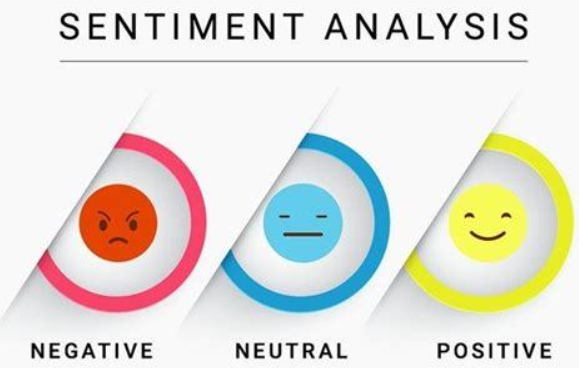 SENTIMENT ANALYSIS
NEGATIVE
NEUTRAL
POSITIVE